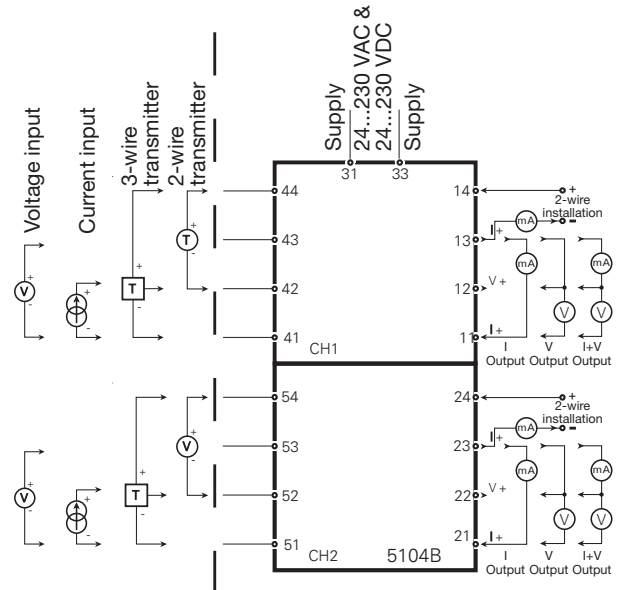 Voltage input
Current input
3-wire
transmitter
2-wire
transmitter
Supply
24...230 VAC &
24...230 VDC
Supply
31
33
44
14
+
2-wire
installation
-
+
T
-
43
13
I +
mA
mA
mA
+
V
-
+
-
+
T
-
42
12
V +
V
V
41
11
I +
CH1
I
Output
V
Output
I+V
Output
54
24
+
2-wire
installation
-
+
V
-
53
23
I +
mA
mA
mA
+
V
-
+
-
+
T
-
52
22
V +
V
V
51
21
I +
CH2
5104B
I
Output
V
Output
I+V
Output